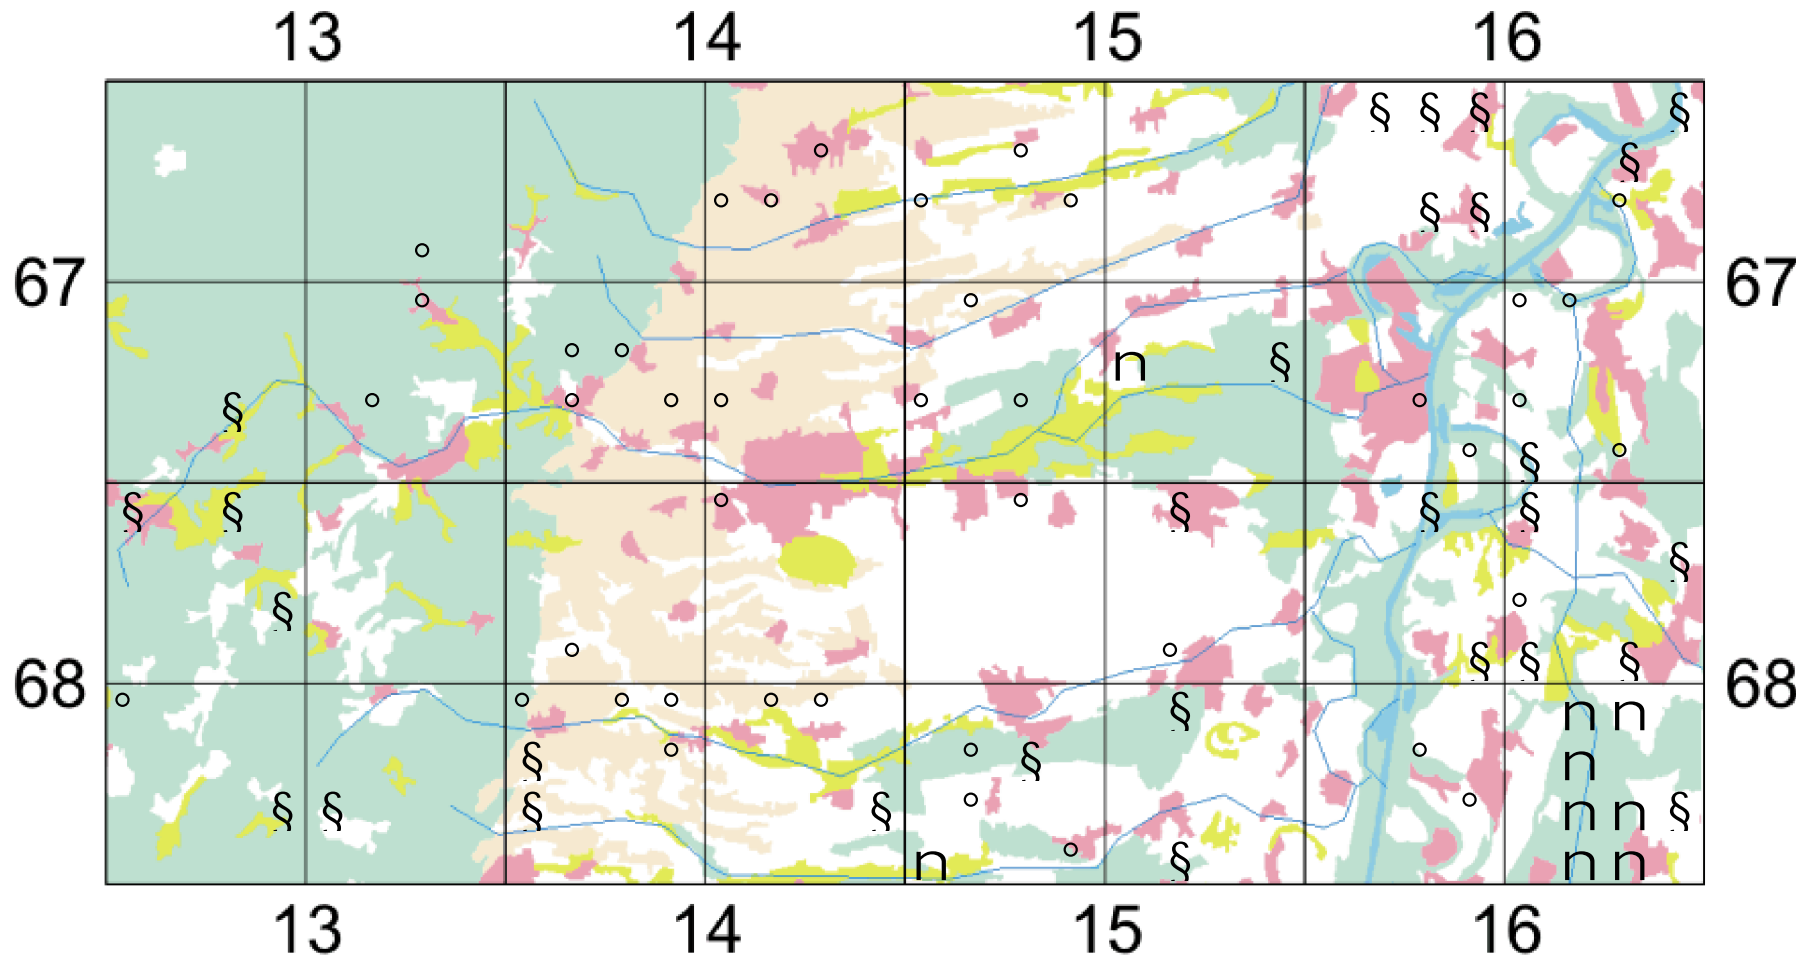 13 14 15 16
§ § § §
§
§ §
67 67
n §
§
§
§ § § § §
§
§
§ § §
68 68
§ n n
§ § n
§ § § § n n §
n § n n
13 14 15 16